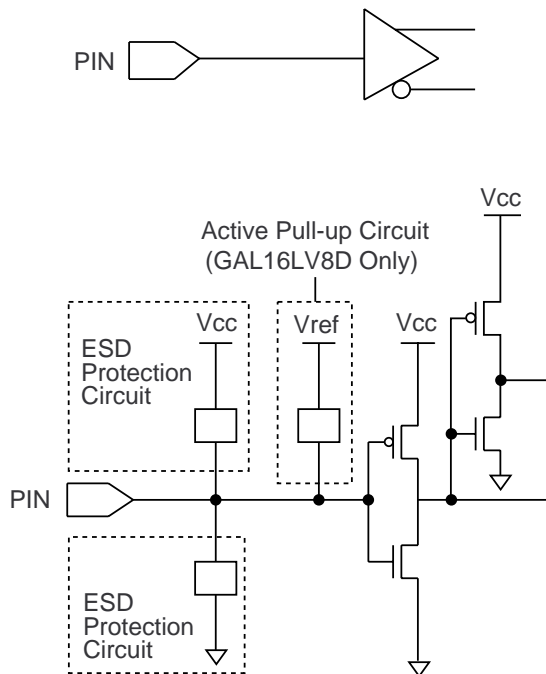 PIN
Vcc
Active Pull-up Circuit
(GAL16LV8D Only)
Vcc
Vref
Vcc
ESD
Protection
Circuit
PIN
ESD
Protection
Circuit